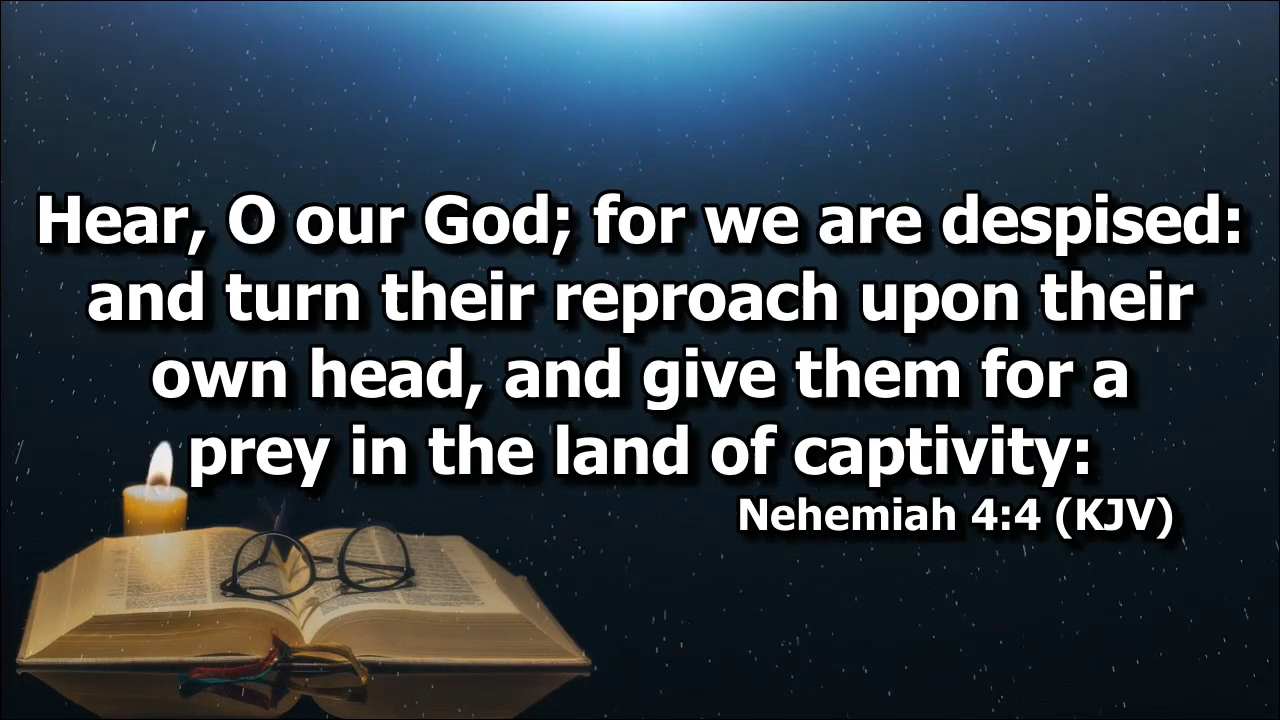 Hear, O our God; for we are despised:
and turn their reproach upon their
own head, and give them for a
prey in the land of captivity:
Nehemiah 4:4 (KJV)